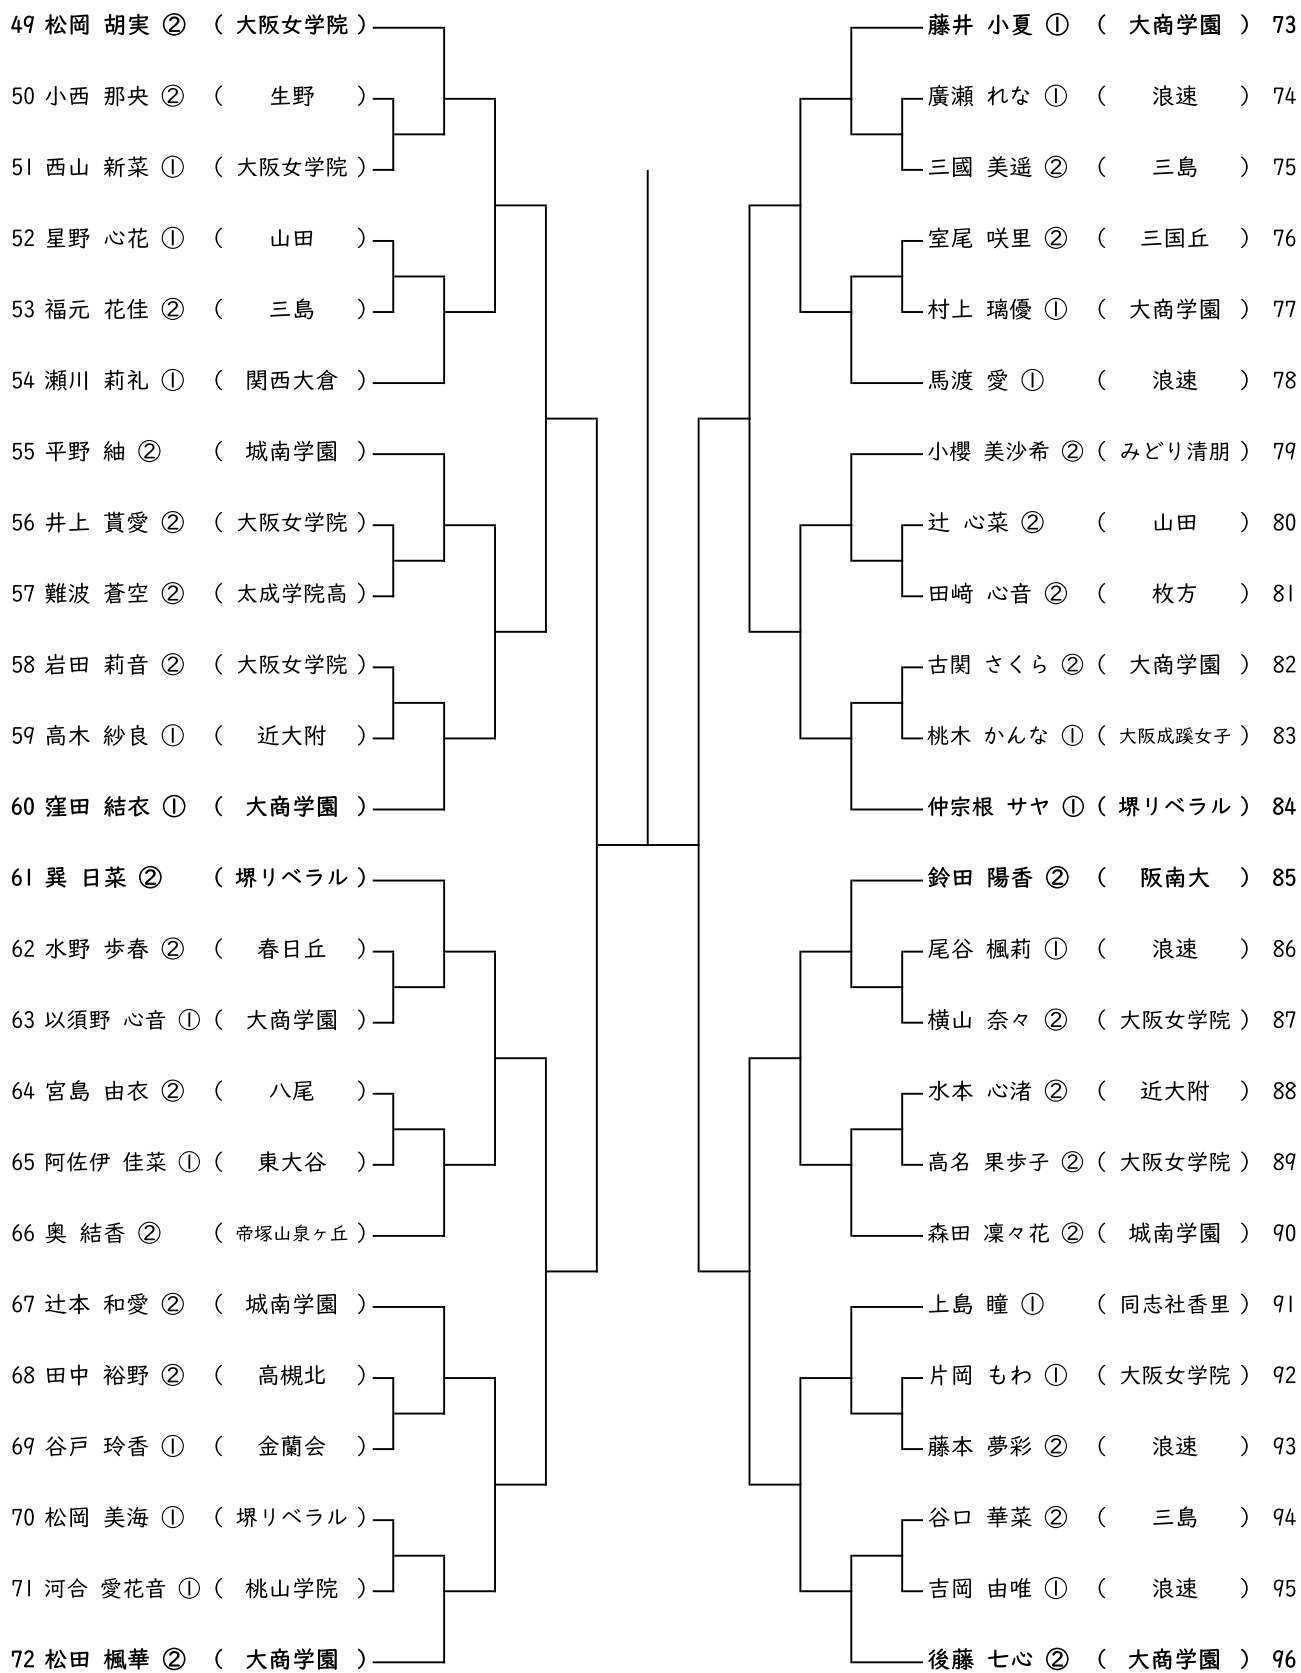 49 松岡 胡実 ② ( 大阪女学院 )
50 小西 那央 ② ( 生野 )
51 西山 新菜 ① ( 大阪女学院 )
52 星野 心花 ① ( 山田 )
53 福元 花佳 ② ( 三島 )
54 瀬川 莉礼 ① ( 関西大倉 )
55 平野 紬 ② ( 城南学園 )
56 井上 貰愛 ② ( 大阪女学院 )
57 難波 蒼空 ② ( 太成学院高 )
58 岩田 莉音 ② ( 大阪女学院 )
59 高木 紗良 ① ( 近大附 )
60 窪田 結衣 ① ( 大商学園 )
61 巽 日菜 ② ( 堺リベラル )
62 水野 歩春 ② ( 春日丘 )
63 以須野 心音 ① ( 大商学園 )
64 宮島 由衣 ② ( 八尾 )
65 阿佐伊 佳菜 ① ( 東大谷 )
66 奥 結香 ② ( 帝塚山泉ヶ丘 )
67 辻本 和愛 ② ( 城南学園 )
68 田中 裕野 ② ( 高槻北 )
69 谷戸 玲香 ① ( 金蘭会 )
70 松岡 美海 ① ( 堺リベラル )
71 河合 愛花音 ① ( 桃山学院 )
72 松田 楓華 ② ( 大商学園 )
藤井 小夏 ① ( 大商学園 ) 73
廣瀬 れな ① ( 浪速 ) 74
三國 美遥 ② ( 三島 ) 75
室尾 咲里 ② ( 三国丘 ) 76
村上 璃優 ① ( 大商学園 ) 77
馬渡 愛 ① ( 浪速 ) 78
小櫻 美沙希 ② ( みどり清朋 ) 79
辻 心菜 ② ( 山田 ) 80
田﨑 心音 ② ( 枚方 ) 81
古関 さくら ② ( 大商学園 ) 82
桃木 かんな ① ( 大阪成蹊女子 ) 83
仲宗根 サヤ ① ( 堺リベラル ) 84
鈴田 陽香 ② ( 阪南大 ) 85
尾谷 楓莉 ① ( 浪速 ) 86
横山 奈々 ② ( 大阪女学院 ) 87
水本 心渚 ② ( 近大附 ) 88
高名 果歩子 ② ( 大阪女学院 ) 89
森田 凜々花 ② ( 城南学園 ) 90
上島 瞳 ① ( 同志社香里 ) 91
片岡 もわ ① ( 大阪女学院 ) 92
藤本 夢彩 ② ( 浪速 ) 93
谷口 華菜 ② ( 三島 ) 94
吉岡 由唯 ① ( 浪速 ) 95
後藤 七心 ② ( 大商学園 ) 96